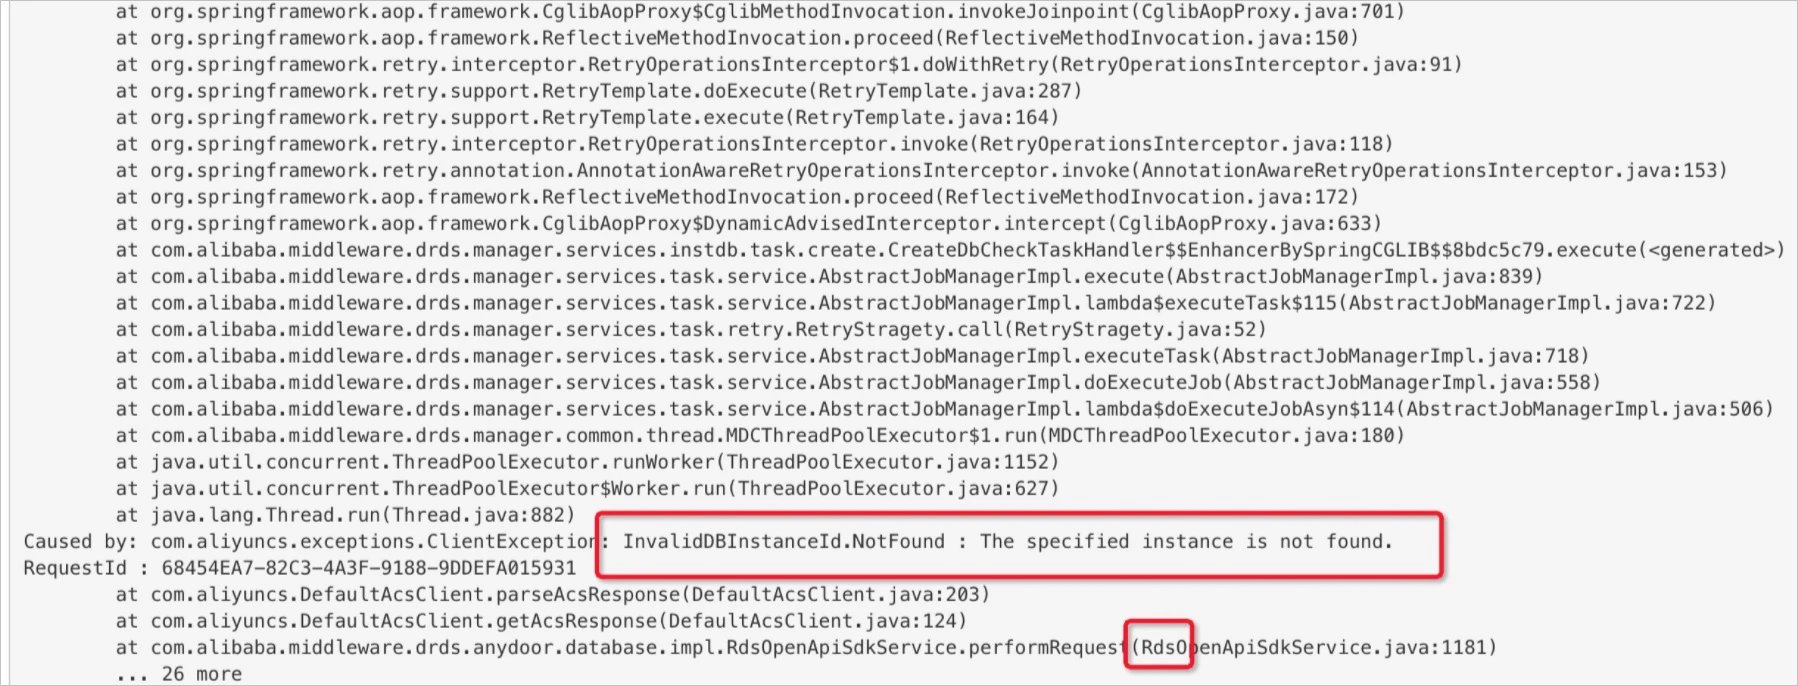 at org.springframework.aop.framework.CglibAopProxy$CglibMethodInvocation.invokeJoinpoint(CglibAopProxy.java:701)
at org.springframework.aop.framework.ReflectiveMethodInvocation.proceed(ReflectiveMethodInvocation.java:150)
at org.springframework.retry.interceptor.RetryOperationsInterceptor$1.doWithRetry(RetryOperationsInterceptor.java:91)
at org.springframework.retry.support.RetryTemplate.doExecute(RetryTemplate.java:287)
at org.springframework.retry.support.RetryTemplate.execute(RetryTemplate.java:164)
at org.springframework.retry.interceptor.RetryOperationsInterceptor.invoke(RetryOperationsInterceptor.java:118)
at org.springframework.retry.annotation.AnnotationAwareRetryOperationsInterceptor.invoke(AnnotationAwareRetryOperationsInterceptor.java:153)
at org.springframework.aop.framework.ReflectiveMethodInvocation.proceed(ReflectiveMethodInvocation.java:172)
at org.springframework.aop.framework.CglibAopProxy$DynamicAdvisedInterceptor.intercept(CglibAopProxy.java:633)
at com.alibaba.middleware.drds.manager.services.instdb.task.create.CreateDbCheckTaskHandler$$EnhancerBySpringCGLIB$$8bdc5c79.execute(<generated>)
at com.alibaba.middleware.drds.manager.services.task.service.AbstractJobManagerImpl.execute(AbstractJobManagerImpl.java:839)
at com.alibaba.middleware.drds.manager.services.task.service.AbstractJobManagerImpl.lambda$executeTask$115(AbstractJobManagerImpl.java:722)
at com.alibaba.middleware.drds.manager.services.task.retry.RetryStragety.call(RetryStragety.java:52)
at com.alibaba.middleware.drds.manager.services.task.service.AbstractJobManagerImpl.executeTask(AbstractJobManagerImpl.java:718)
at com.alibaba.middleware.drds.manager.services.task.service.AbstractJobManagerImpl.doExecuteJob(AbstractJobManagerImpl.java:558)
at com.alibaba.middleware.drds.manager.services.task.service.AbstractJobManagerImpl.lambda$doExecuteJobAsyn$114(AbstractJobManagerImpl.java:506)
at com.alibaba.middleware.drds.manager.common.thread.MDCThreadPoolExecutor$1.run(MDCThreadPoolExecutor.java:180)
at java.util.concurrent.ThreadPoolExecutor.runWorker(ThreadPoolExecutor.java:1152)
at java.util.concurrent.ThreadPoolExecutor$Worker.run(ThreadPoolExecutor.java:627)
at java.lang.Thread.run(Thread.java:882)
Caused by: com.aliyuncs.exceptions.ClientException: InvalidDBInstanceId.NotFound : The specified instance is not found.
RequestId : 68454EA7-82C3-4A3F-9188-9DDEFA015931
at com.aliyuncs.DefaultAcsClient.parseAcsResponse(DefaultAcsClient.java:203)
at com.aliyuncs.DefaultAcsClient.getAcsResponse(DefaultAcsClient.java:124)
at com.alibaba.middleware.drds.anydoor.database.impl.RdsOpenApiSdkService.performRequest(RdsOpenApiSdkService.java:1181)
... 26 more